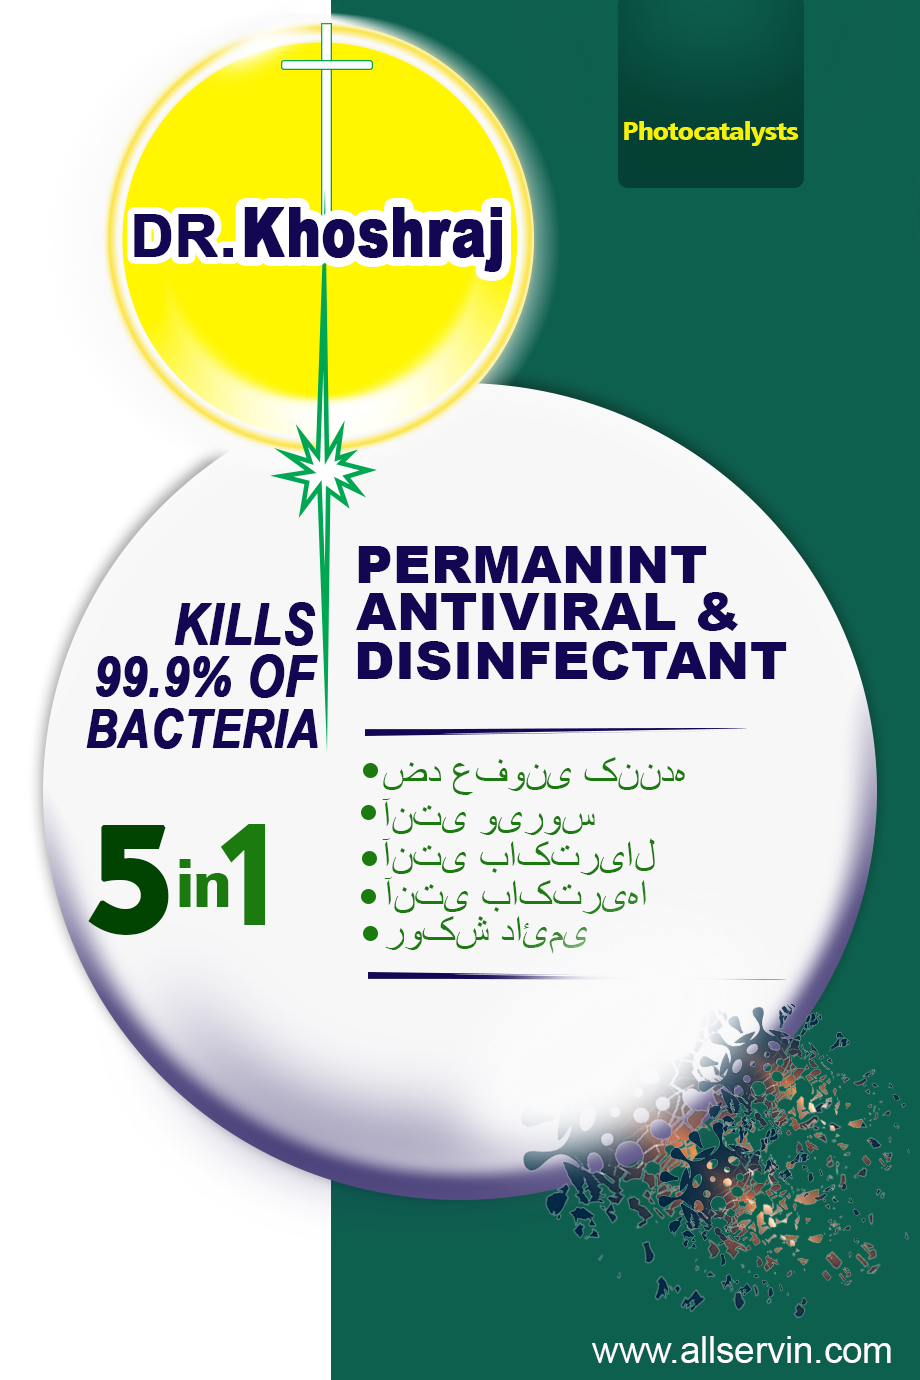 Photocatalysts
DR.Khoshraj
PERMANINT
ANTIVIRAL &
DISINFECTANT
KILLS
99.9% OF
BACTERIA
•ضد عفونی کننده
•آنتی ویروس
•آنتی باکتریال
•آنتی باکتریها
•روکش دائمی
5in1
www.allservin.com